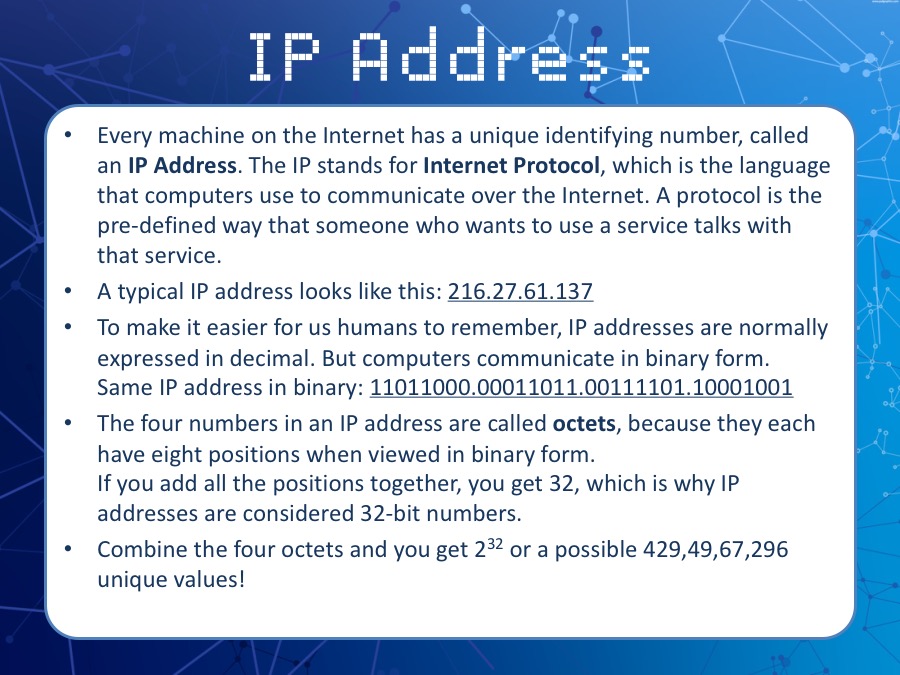 IP Address
• Every machine on the Internet has a unique identifying number, called
an IP Address. The IP stands for Internet Protocol, which is the language
that computers use to communicate over the Internet. A protocol is the
pre-defined way that someone who wants to use a service talks with
that service.
• A typical IP address looks like this: 216.27.61.137
• To make it easier for us humans to remember, IP addresses are normally
expressed in decimal. But computers communicate in binary form.
Same IP address in binary: 11011000.00011011.00111101.10001001
• The four numbers in an IP address are called octets, because they each
have eight positions when viewed in binary form.
If you add all the positions together, you get 32, which is why IP
addresses are considered 32-bit numbers.
• Combine the four octets and you get 2³² or a possible 429,49,67,296
unique values!